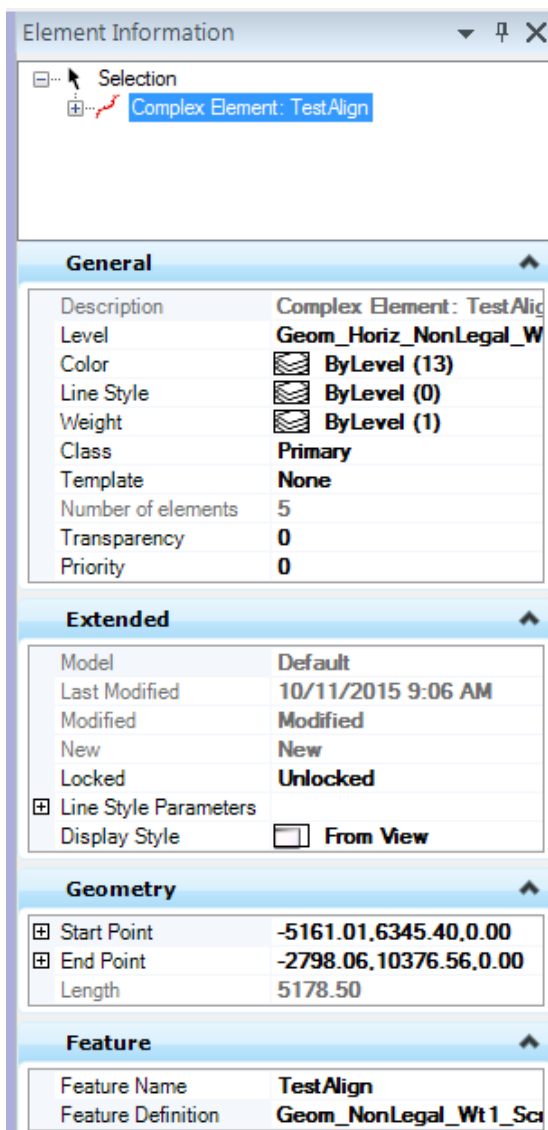 Element Information
Selection
Complex Element: TestAlign
General
Description Complex Element: TestAlig
Level Geom_Horiz_NonLegal_W
Color ByLevel (13)
Line Style ByLevel (0)
Weight ByLevel (1)
Class Primary
Template None
Number of elements 5
Transparency 0
Priority 0
Extended
Model Default
Last Modified 10/11/2015 9:06 AM
Modified Modified
New New
Locked Unlocked
Line Style Parameters
Display Style From View
Geometry
Start Point -5161.01,6345.40,0.00
End Point -2798.06,10376.56,0.00
Length 5178.50
Feature
Feature Name TestAlign
Feature Definition Geom_NonLegal_Wt1_Scr